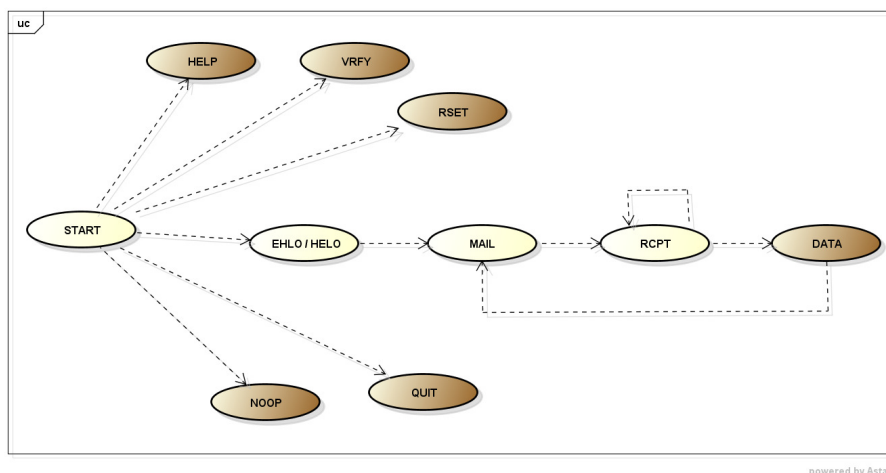 uc
HELP
VRFY
RSET
START
EHLO / HELO
MAIL
RCPT
DATA
NOOP
QUIT
powered by Asta